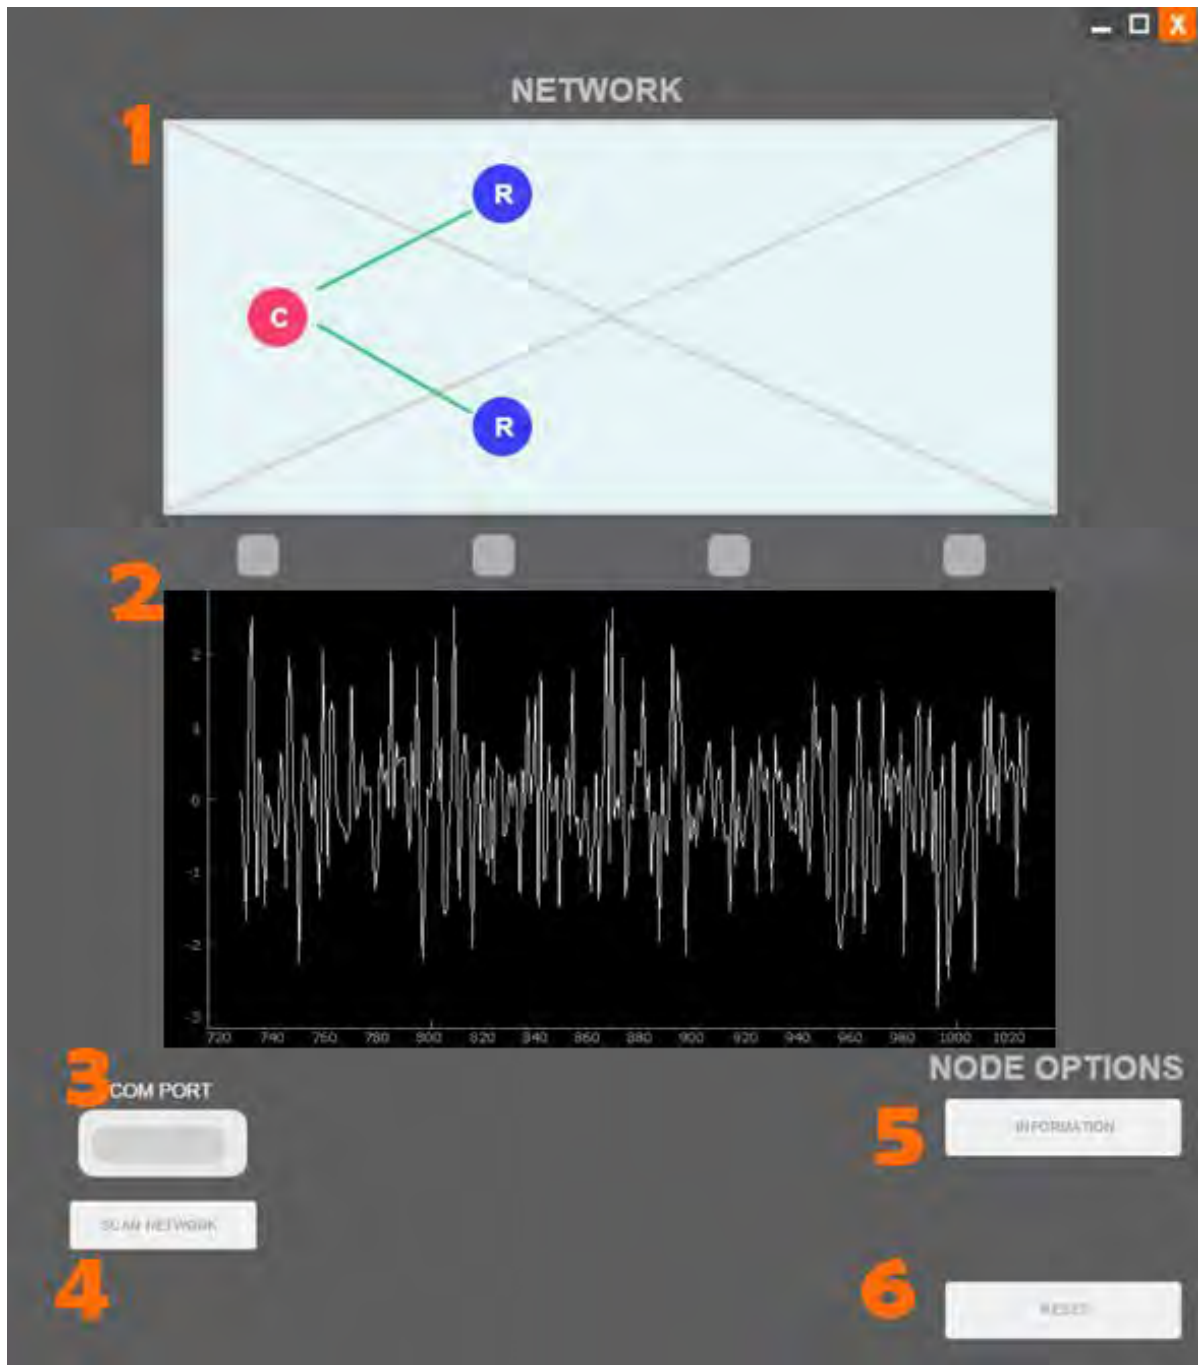 X
NETWORK
1
R
C
R
2
2
1
0
-1
-2
-3
720 740 760 780 800 820 840 860 880 900 920 940 960 980 1000 1020
3
COM PORT
NODE OPTIONS
5
INFORMATION
SCAN NETWORK
4
6
RESET